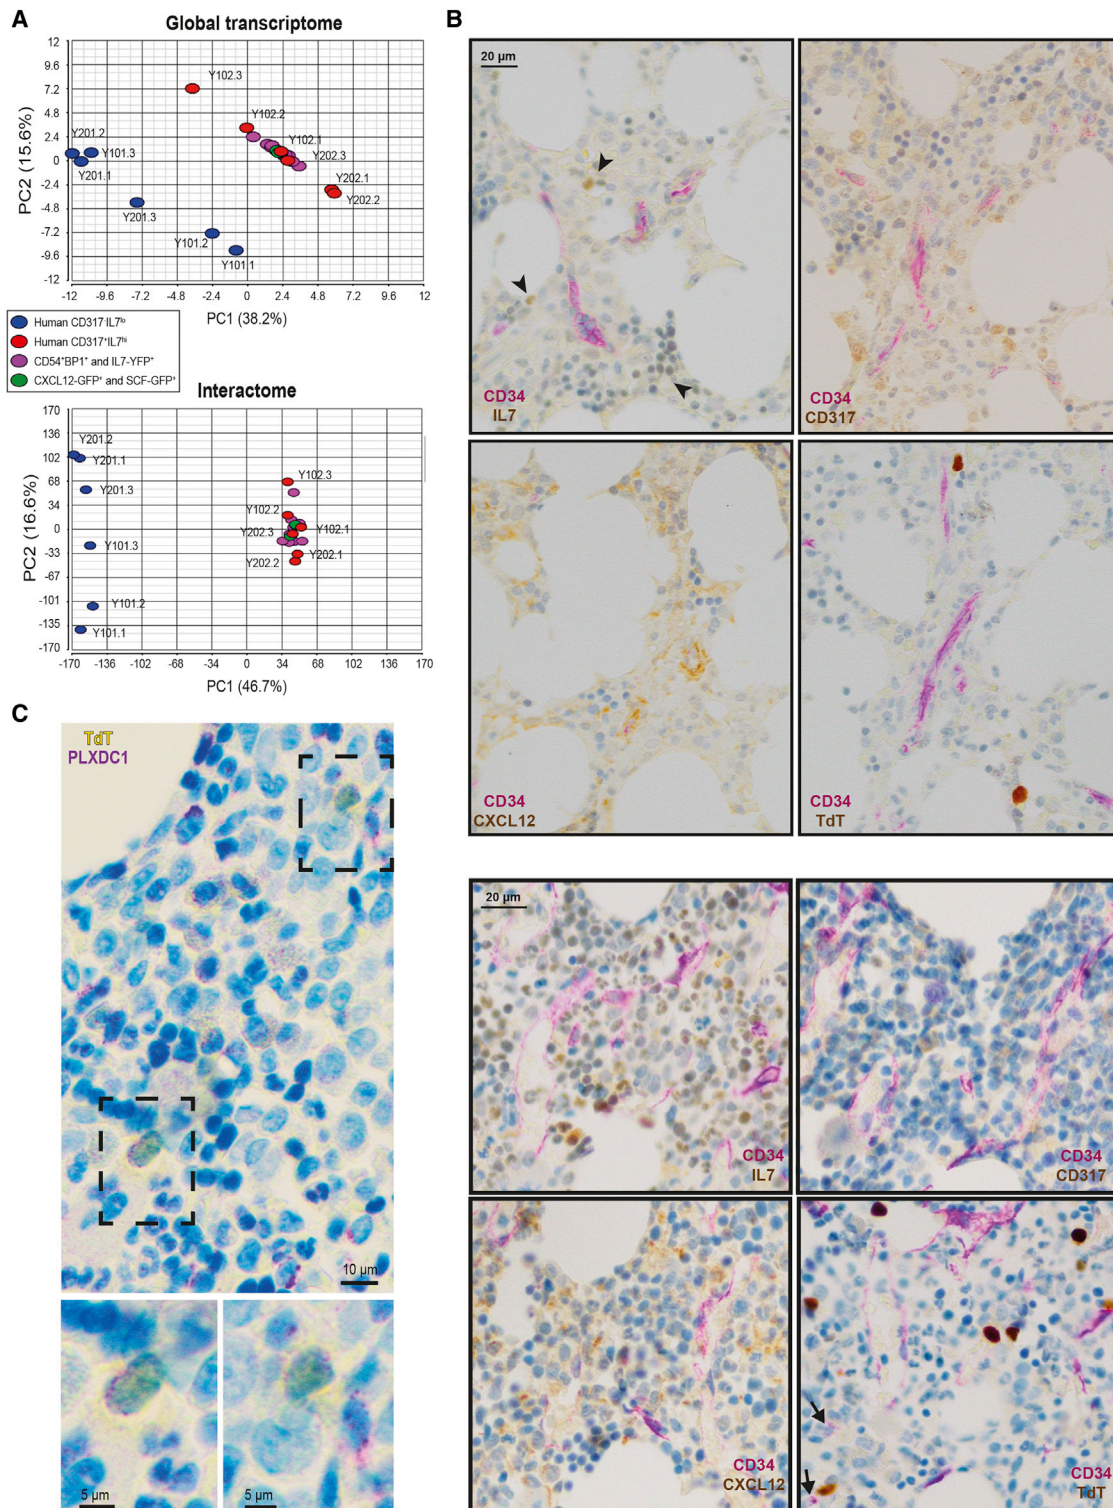 A
Global transcriptome
12
9.6
7.2
4.8
2.4
0
-2.4
-4.8
-7.2
-9.6
-12
PC2 (15.6%)
Y102.3
Y102.2
Y102.1
Y202.3
Y202.1
Y202.2
Y201.2
Y101.3
Y201.1
Y201.3
Y101.2
Y101.1
-12 -9.6 -7.2 -4.8 -2.4 0 2.4 4.8 7.2 9.6 12
PC1 (38.2%)
Human CD317-IL7lo
Human CD317+IL7hi
CD54+BP1+ and IL7-YFP+
CXCL12-GFP+ and SCF-GFP+
Interactome
170
136
102
68
34
0
-33
-67
-101
-135
-170
PC2 (16.6%)
Y201.2
Y201.1
Y201.3
Y101.3
Y101.2
Y101.1
Y102.3
Y102.2
Y202.3
Y102.1
Y202.1
Y202.2
-170 -136 -102 -68 -34 0 34 68 102 136 170
PC1 (46.7%)
B
20 µm
CD34
IL7
CD34
CD317
CD34
CXCL12
CD34
TdT
20 µm
CD34
IL7
CD34
CD317
CD34
CXCL12
CD34
TdT
C
TdT
PLXDC1
10 µm
5 µm
5 µm